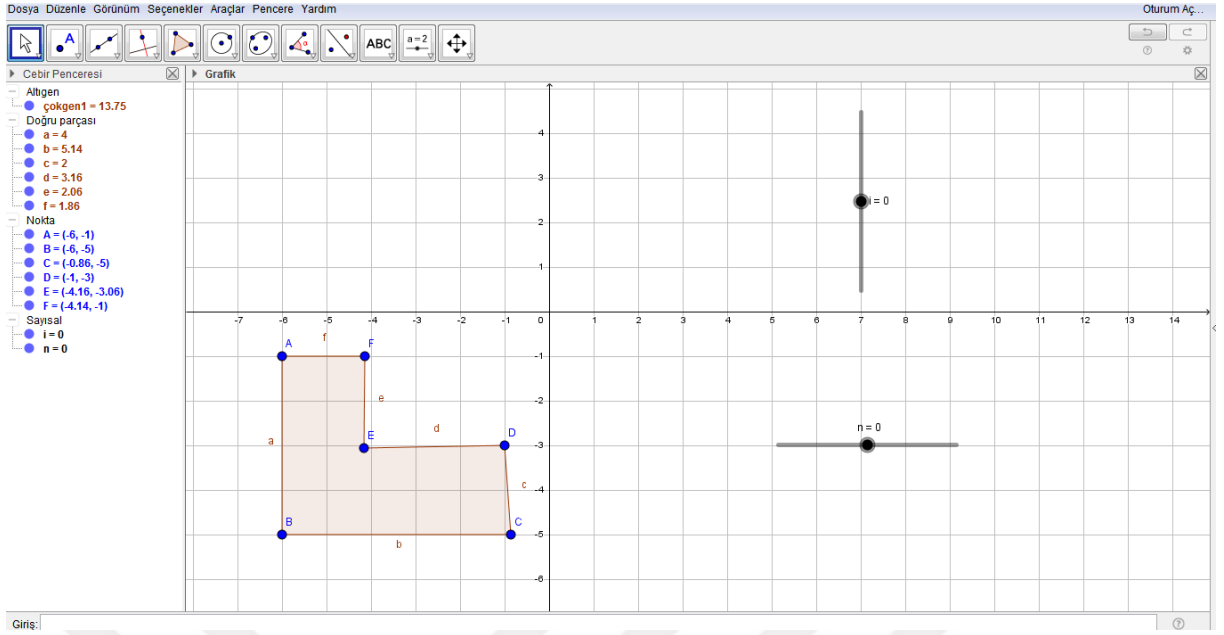 Dosya Düzenle Görünüm Seçenekler Araçlar Pencere Yardım Oturum Aç...
A α ABC a = 2
Cebir Penceresi Grafik
Altıgen
çokgen1 = 13.75
Doğru parçası
a = 4
b = 5.14
c = 2
d = 3.16
e = 2.06
f = 1.86
Nokta
A = (-6, -1)
B = (-6, -5)
C = (-0.86, -5)
D = (-1, -3)
E = (-4.16, -3.06)
F = (-4.14, -1)
Sayısal
i = 0
n = 0
4
3
i = 0
2
1
-7 -6 -5 -4 -3 -2 -1 0 1 2 3 4 5 6 7 8 9 10 11 12 13 14
A f F
-1
e
-2
n = 0
a E d D
-3
c -4
B C
-5
b
-6
Giriş: